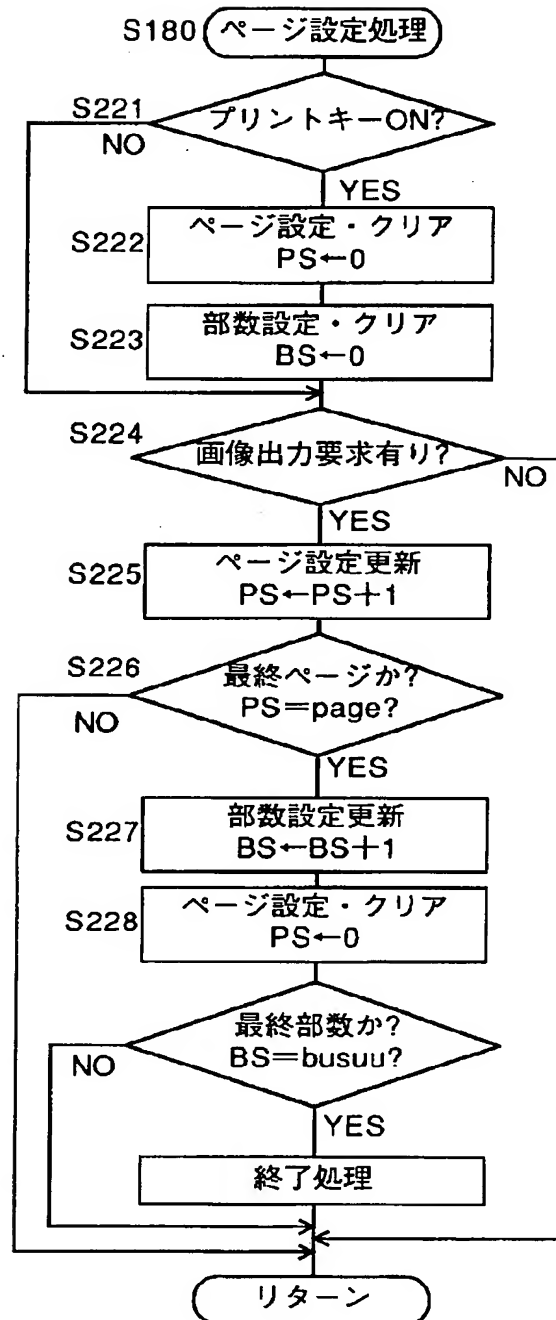 S180 ページ設定処理
S221 プリントキーON?
NO
YES
S222 ページ設定・クリア
PS←0
S223 部数設定・クリア
BS←0
S224 画像出力要求有り?
NO
YES
S225 ページ設定更新
PS←PS+1
S226 最終ページか?
PS=page?
NO
YES
S227 部数設定更新
BS←BS+1
S228 ページ設定・クリア
PS←0
最終部数か?
BS=busuu?
NO
YES
終了処理
リターン